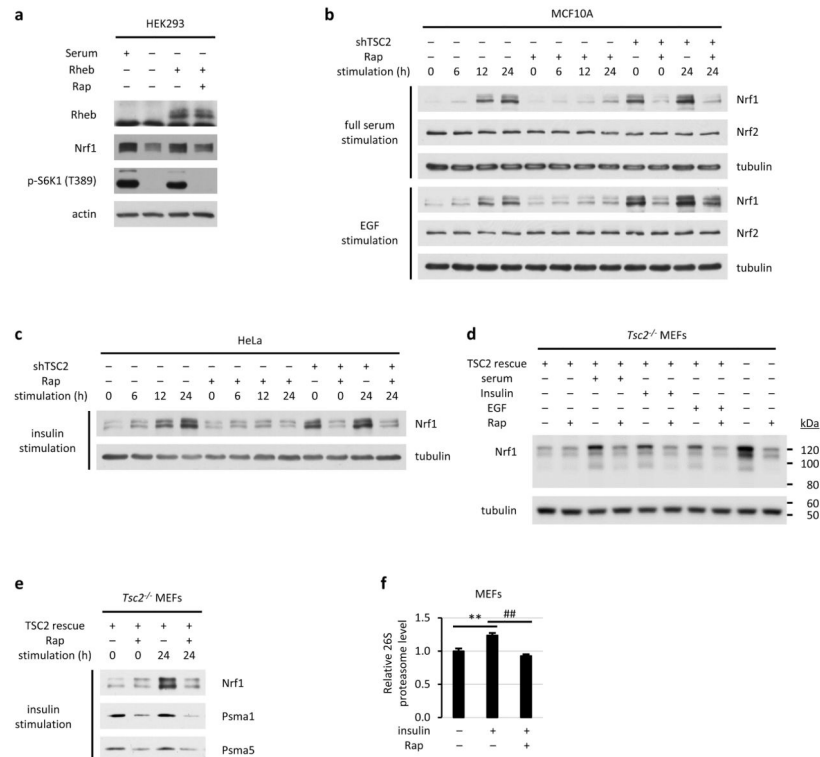 a
HEK293
Serum + – – –
Rheb – – + +
Rap – – – +
Rheb
Nrf1
p-S6K1 (T389)
actin
b
MCF10A
shTSC2 – – – – – – – – + + + +
Rap – – – – + + + + – + – +
stimulation (h) 0 6 12 24 0 6 12 24 0 0 24 24
full serum
stimulation
Nrf1
Nrf2
tubulin
EGF
stimulation
Nrf1
Nrf2
tubulin
c
HeLa
shTSC2 – – – – – – – – + + + +
Rap – – – – + + + + – + – +
stimulation (h) 0 6 12 24 0 6 12 24 0 0 24 24
insulin
stimulation
Nrf1
tubulin
d
Tsc2-/- MEFs
TSC2 rescue + + + + + + + + – –
serum – – + + – – – – – –
Insulin – – – – + + – – – –
EGF – – – – – – + + – –
Rap – + – + – + – + – +
kDa
Nrf1
120
100
80
60
50
tubulin
e
Tsc2-/- MEFs
TSC2 rescue + + + +
Rap – + – +
stimulation (h) 0 0 24 24
insulin
stimulation
Nrf1
Psma1
Psma5
f
MEFs
Relative 26S
proteasome level
1.5
1.0
0.5
0.0
** ##
insulin – + +
Rap – – +